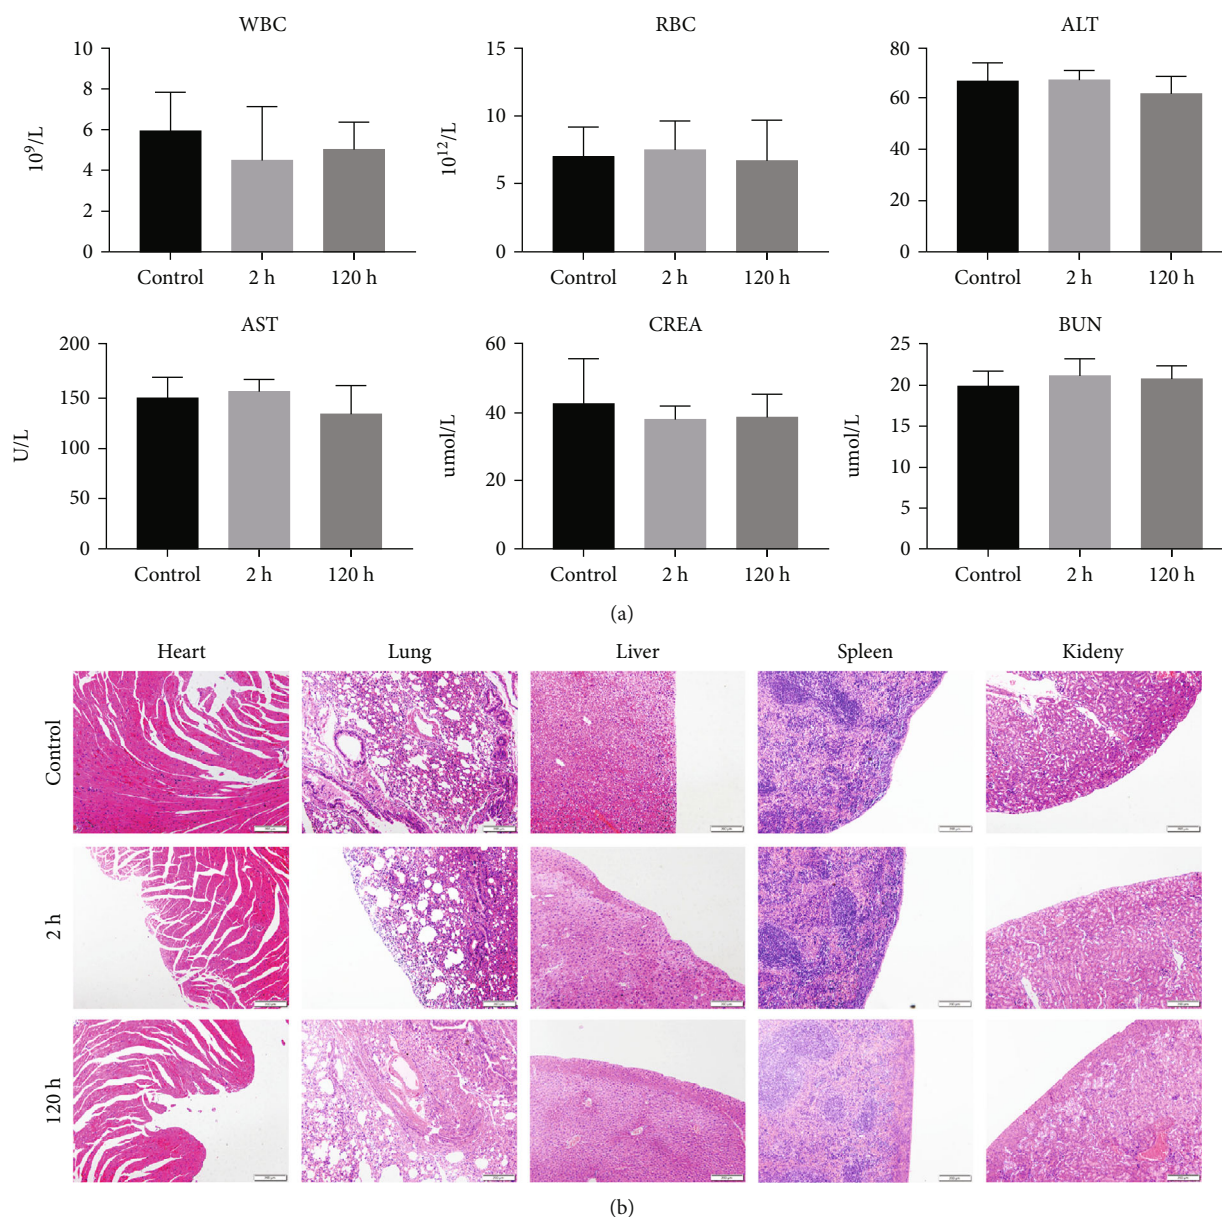 WBC
10
8
6
4
2
0
10⁹/L
Control
2 h
120 h
RBC
15
10
5
0
10¹²/L
Control
2 h
120 h
ALT
80
60
40
20
0
Control
2 h
120 h
AST
200
150
100
50
0
U/L
Control
2 h
120 h
CREA
60
40
20
0
umol/L
Control
2 h
120 h
BUN
25
20
15
10
5
0
umol/L
Control
2 h
120 h
(a)
Heart
Lung
Liver
Spleen
Kideny
Control
2 h
120 h
(b)